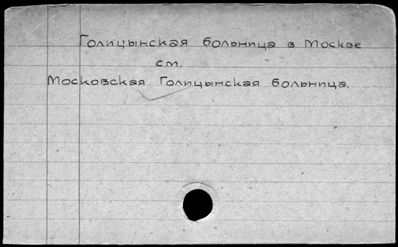 Голицынская больница в Москве
см.
Московская Голицынская больница.